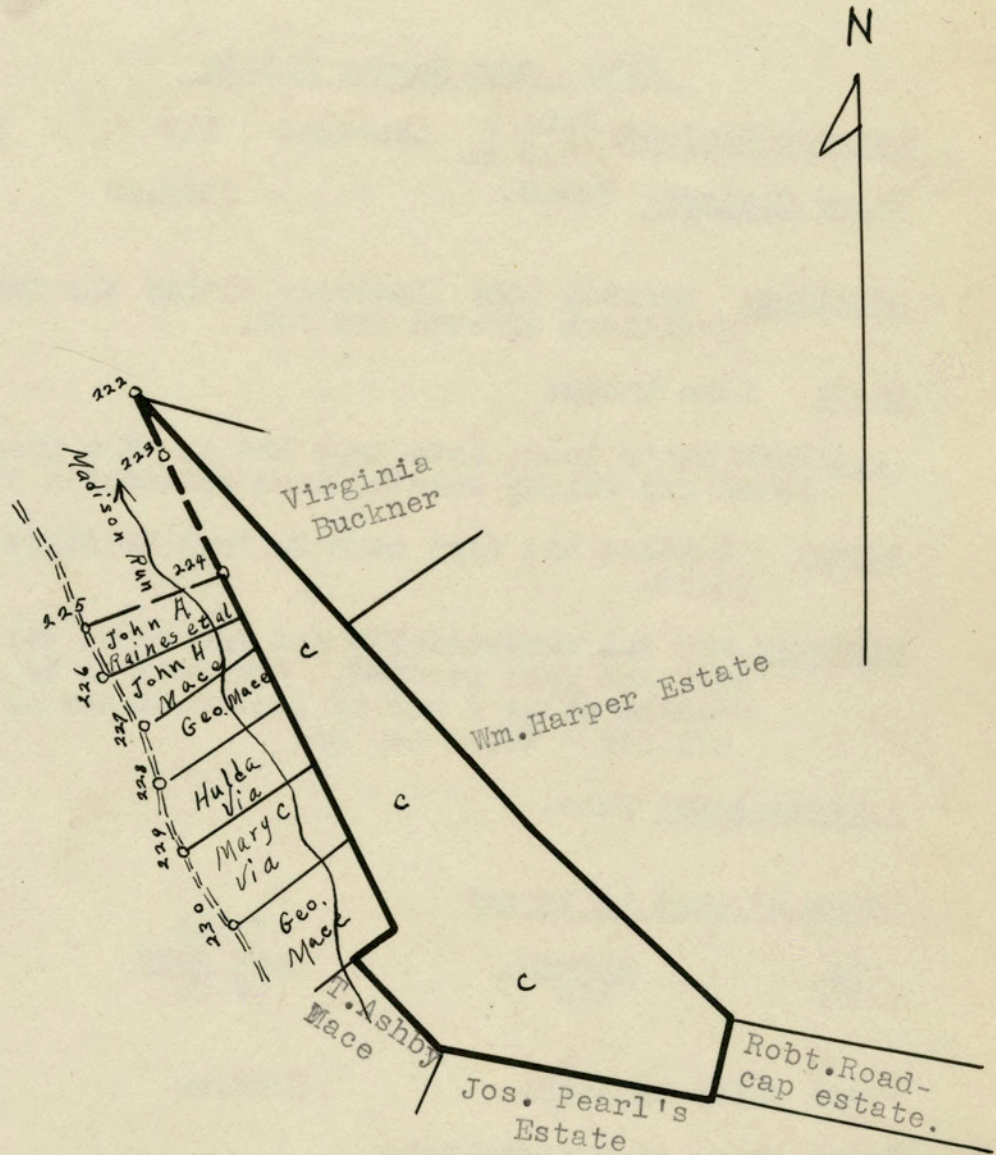 N
222
223
Madison Run
Virginia
Buckner
224
225
John A
Raines et al
226
John H
Mace
227
Geo. Mace
C
Wm.Harper Estate
228
Hulda
Via
C
229
Mary C
Via
230
Geo.
Mace
C
T.Ashby
Mace
Robt.Road-
cap estate.
Jos. Pearl's
Estate